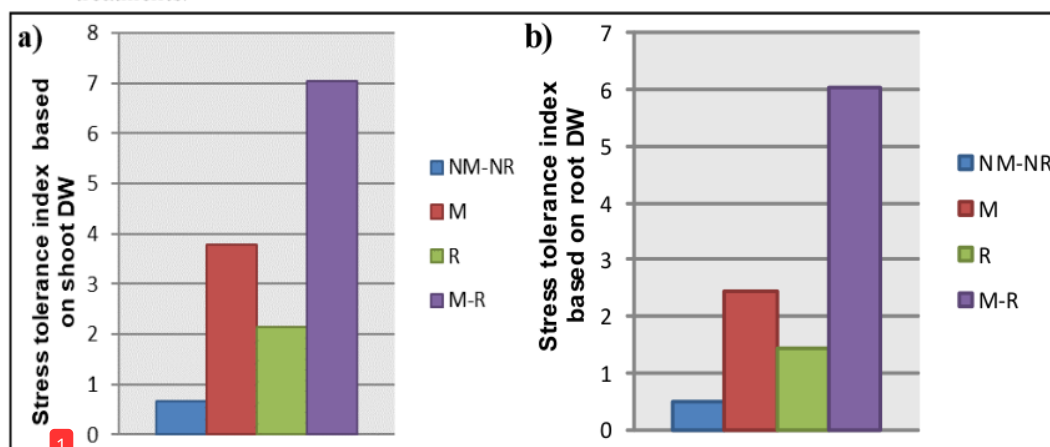 a)
Stress tolerance index based
on shoot DW
8
7
6
5
4
3
2
1
0
NM-NR
M
R
M-R
1
b)
Stress tolerance index
based on root DW
7
6
5
4
3
2
1
0
NM-NR
M
R
M-R